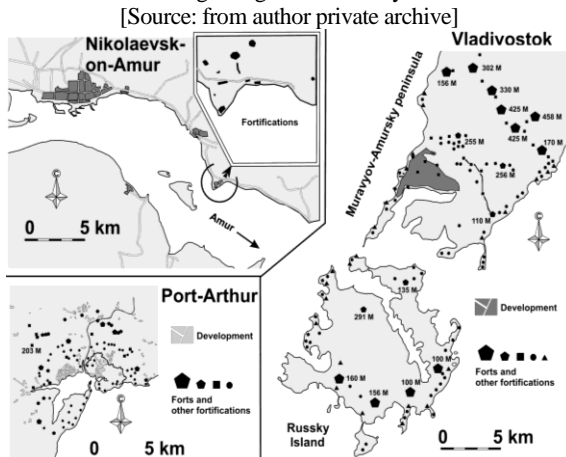 [Source: from author private archive]
Nikolaevsk-
on-Amur
Fortifications
C
0 5 km
Amur
Vladivostok
Muravyov-Amursky peninsula
302 M
156 M
330 M
425 M
458 M
425 M
255 M
170 M
256 M
110 M
C
Port-Arthur
203 M
Development
Forts and
other fortifications
C
0 5 km
135 M
291 M
100 M
160 M
100 M
156 M
Russky
Island
Development
Forts and
other fortifications
0 5 km